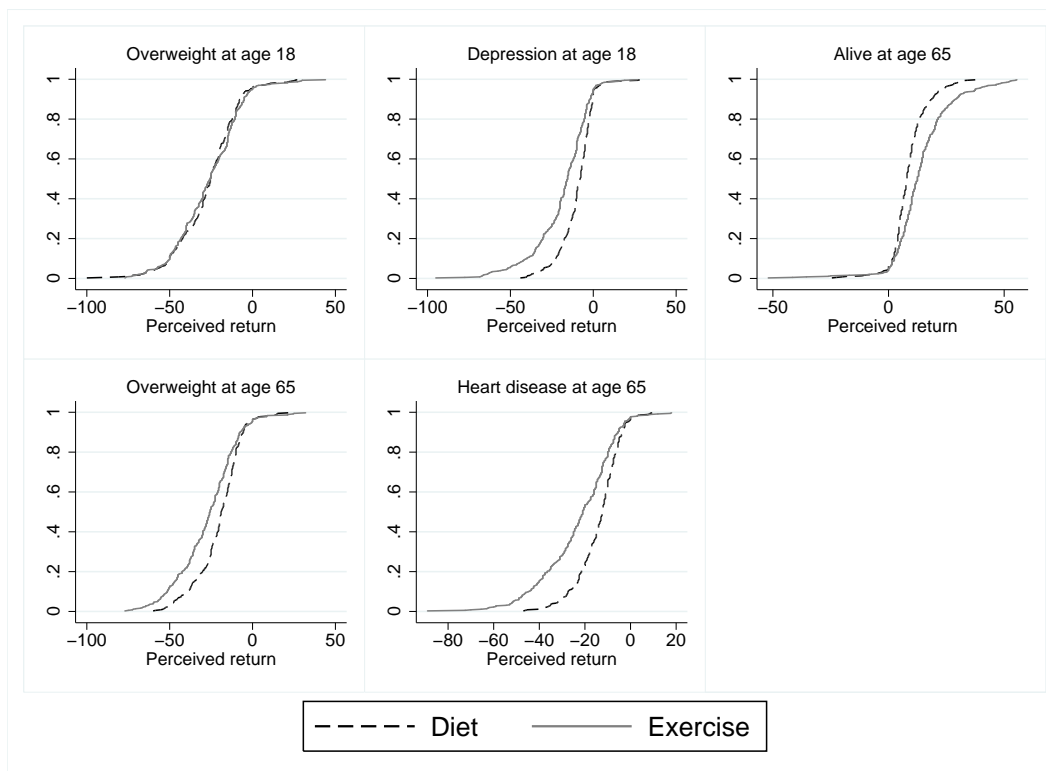 Overweight at age 18
1
.8
.6
.4
.2
0
−100 −50 0 50
Perceived return
Depression at age 18
1
.8
.6
.4
.2
0
−100 −50 0 50
Perceived return
Alive at age 65
1
.8
.6
.4
.2
0
−50 0 50
Perceived return
Overweight at age 65
1
.8
.6
.4
.2
0
−100 −50 0 50
Perceived return
Heart disease at age 65
1
.8
.6
.4
.2
0
−80 −60 −40 −20 0 20
Perceived return
Diet Exercise